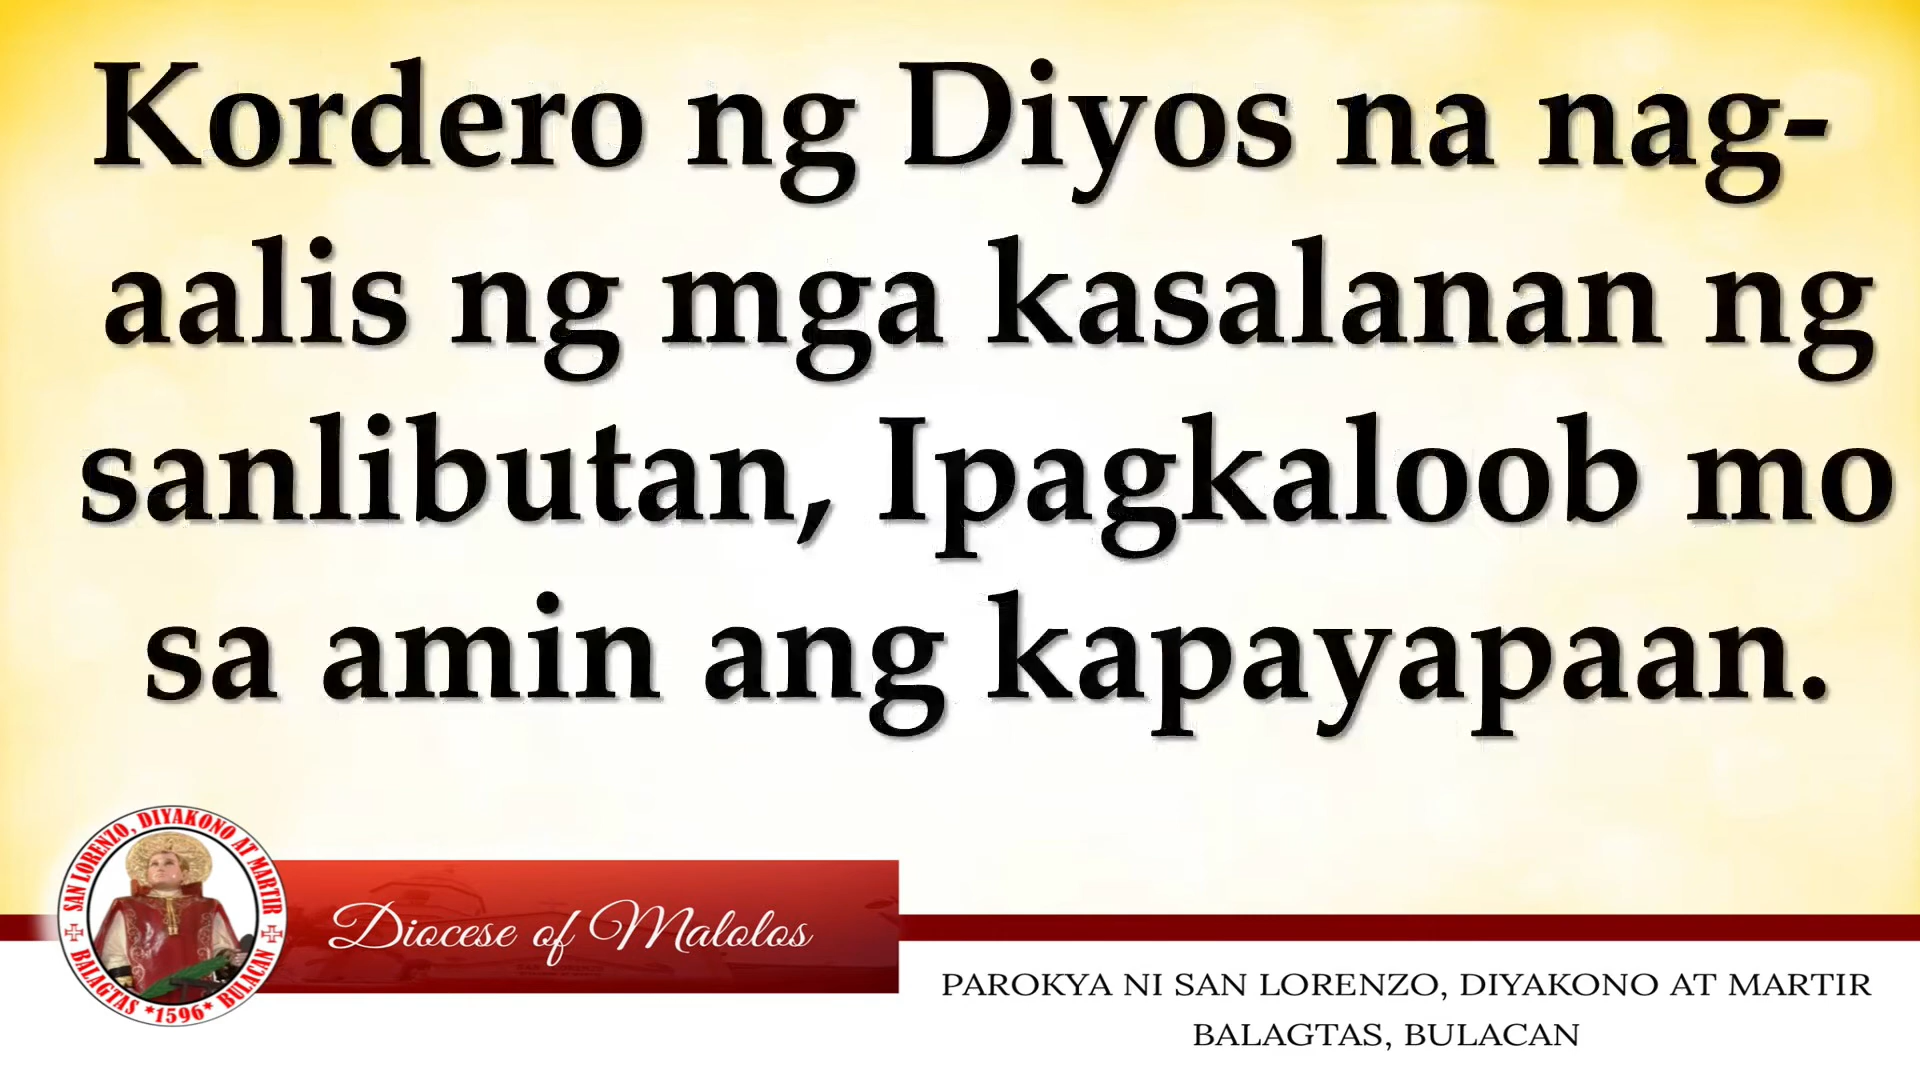 Kordero ng Diyos na nag-
aalis ng mga kasalanan ng
sanlibutan, Ipagkaloob mo
sa amin ang kapayapaan.
SAN LORENZO, DIYAKONO AT MARTIR
BALAGTAS *1596* BULACAN
Diocese of Malolos
PAROKYA NI SAN LORENZO, DIYAKONO AT MARTIR
BALAGTAS, BULACAN